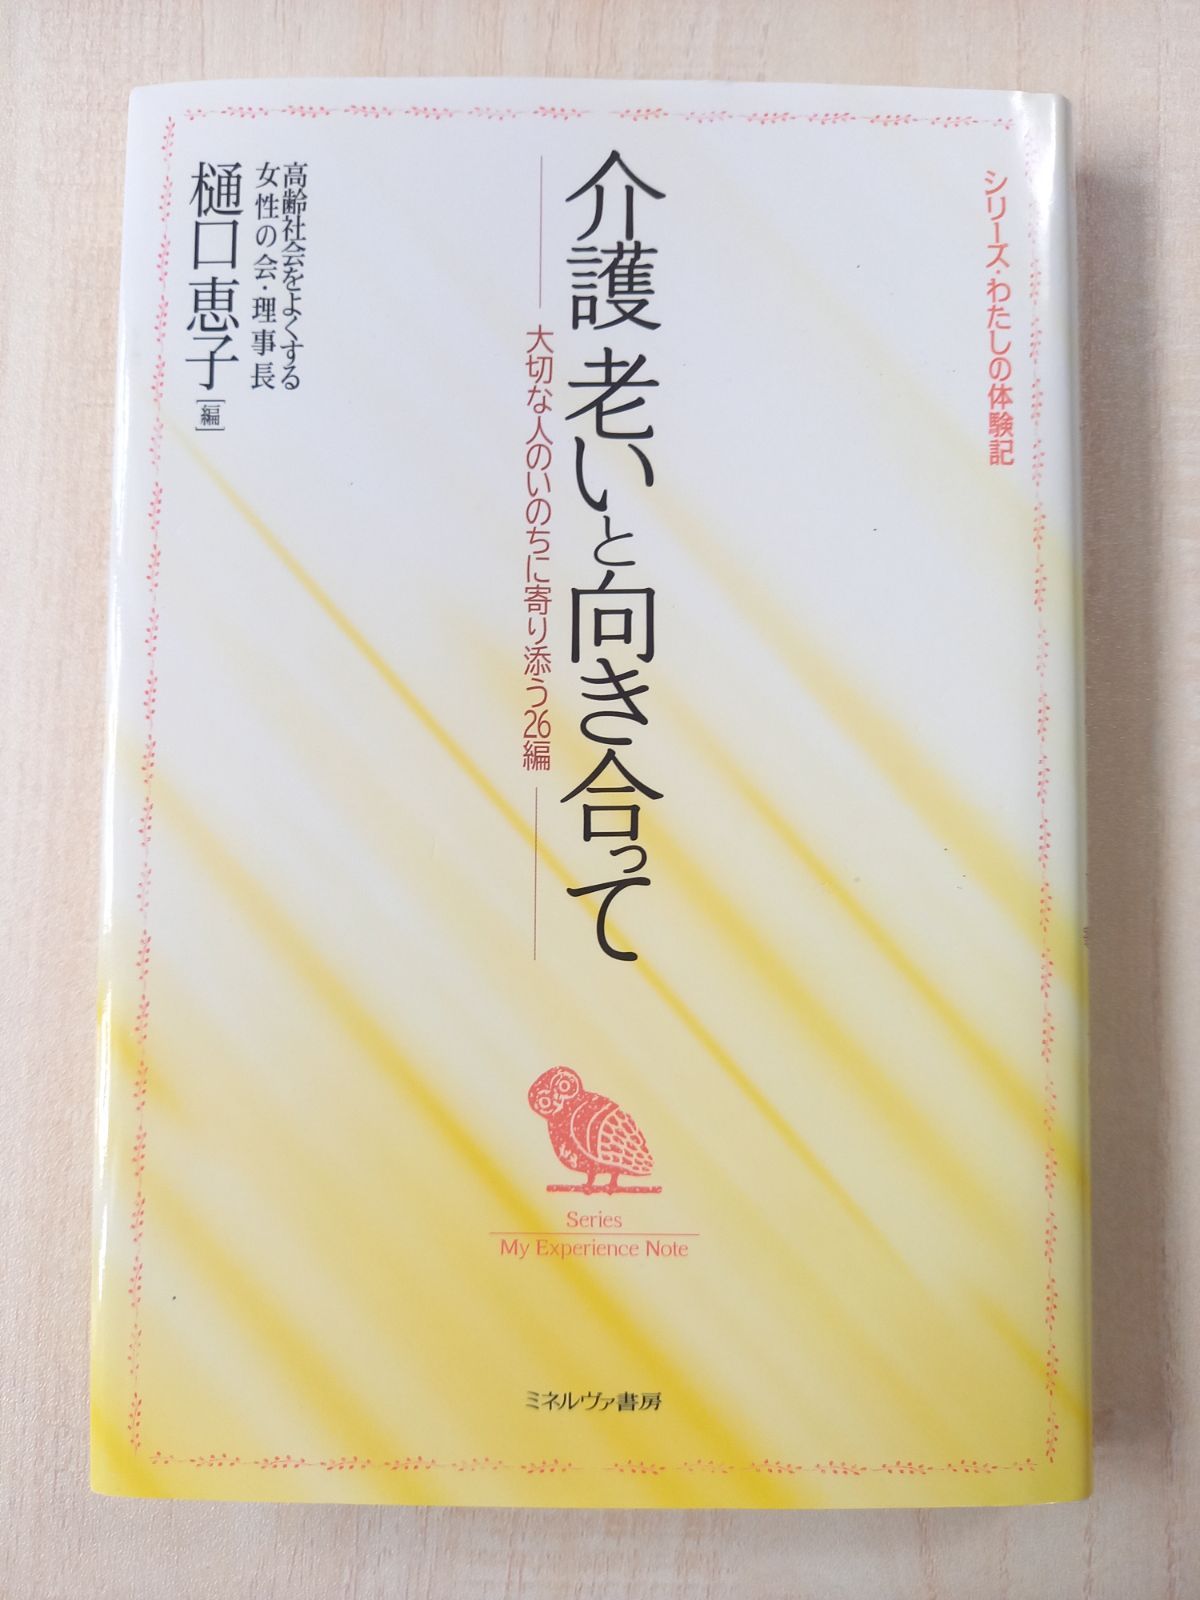 シリーズ・わたしの体験記
介護 老いと向き合って
大切な人のいのちに寄り添う26編
高齢社会をよくする
女性の会・理事長
樋口恵子[編]
Series
My Experience Note
ミネルヴァ書房